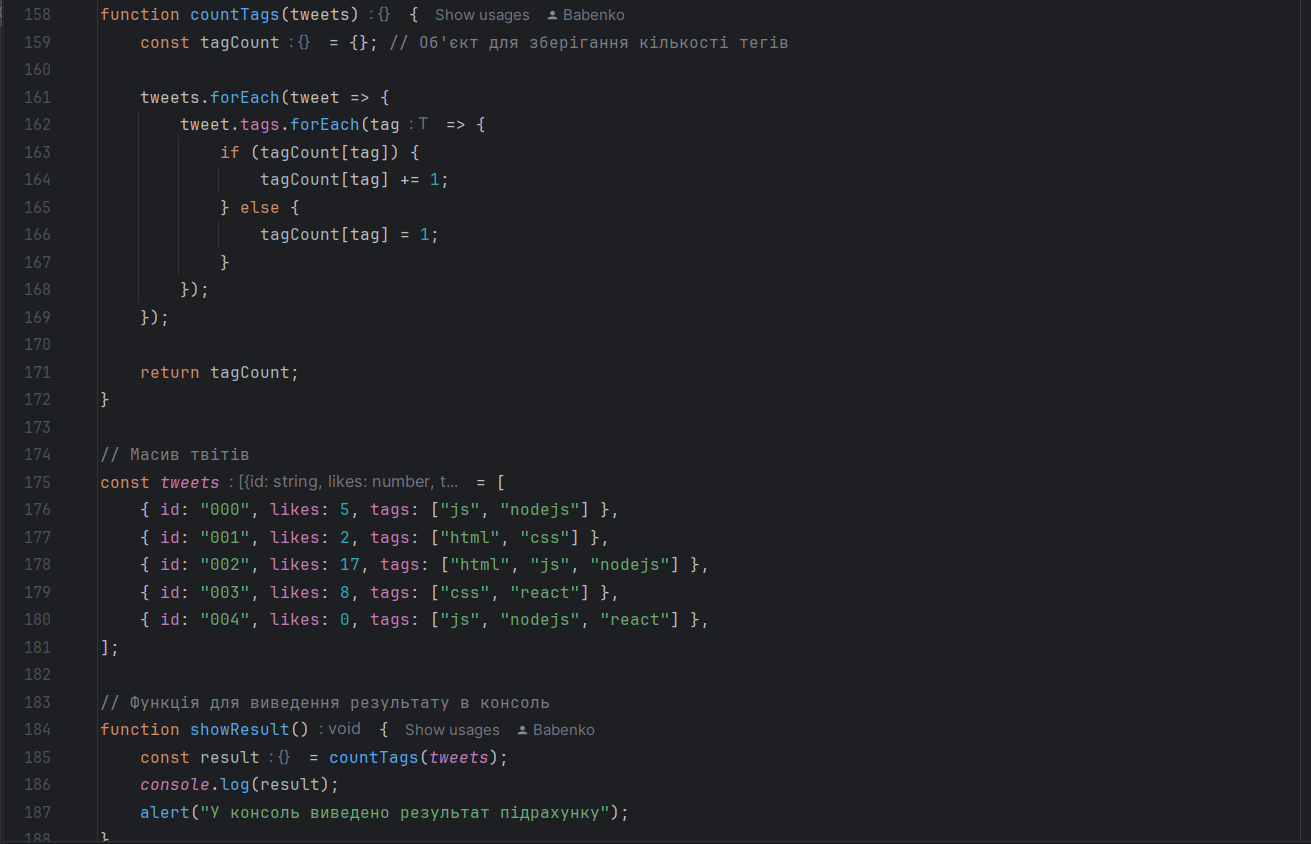 158 function countTags(tweets) : {} { Show usages Babenko
159 const tagCount : {} = {}; // Об'єкт для зберігання кількості тегів
160
161 tweets.forEach(tweet => {
162 tweet.tags.forEach(tag : T => {
163 if (tagCount[tag]) {
164 tagCount[tag] += 1;
165 } else {
166 tagCount[tag] = 1;
167 }
168 });
169 });
170
171 return tagCount;
172 }
173
174 // Масив твітів
175 const tweets : [{id: string, likes: number, t... = [
176 { id: "000", likes: 5, tags: ["js", "nodejs"] },
177 { id: "001", likes: 2, tags: ["html", "css"] },
178 { id: "002", likes: 17, tags: ["html", "js", "nodejs"] },
179 { id: "003", likes: 8, tags: ["css", "react"] },
180 { id: "004", likes: 0, tags: ["js", "nodejs", "react"] },
181 ];
182
183 // Функція для виведення результату в консоль
184 function showResult() : void { Show usages Babenko
185 const result : {} = countTags(tweets);
186 console.log(result);
187 alert("У консоль виведено результат підрахунку");
188 }